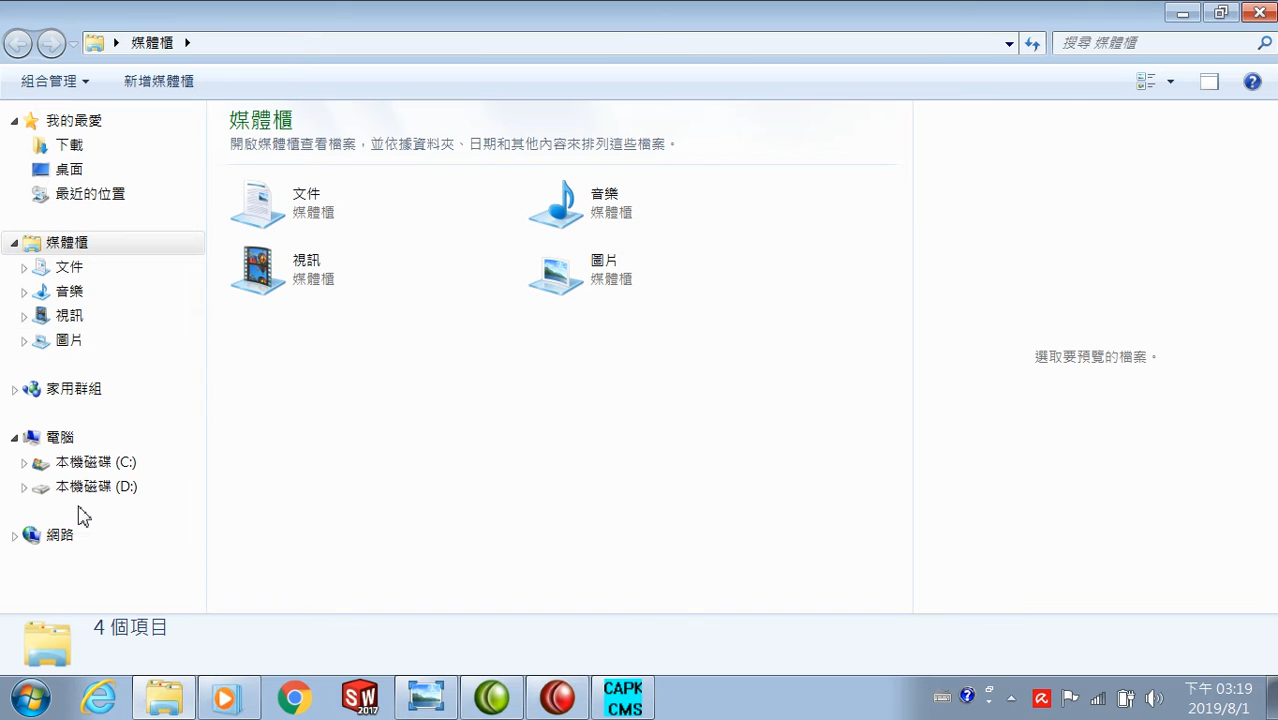 媒體櫃
搜尋 媒體櫃
組合管理
新增媒體櫃
我的最愛
下載
桌面
最近的位置
媒體櫃
文件
音樂
視訊
圖片
家用群組
電腦
本機磁碟 (C:)
本機磁碟 (D:)
網路
媒體櫃
開啟媒體櫃查看檔案，並依據資料夾、日期和其他內容來排列這些檔案。
文件
媒體櫃
音樂
媒體櫃
視訊
媒體櫃
圖片
媒體櫃
選取要預覽的檔案。
4 個項目
SW
2017
CAPK
CMS
下午 03:19
2019/8/1